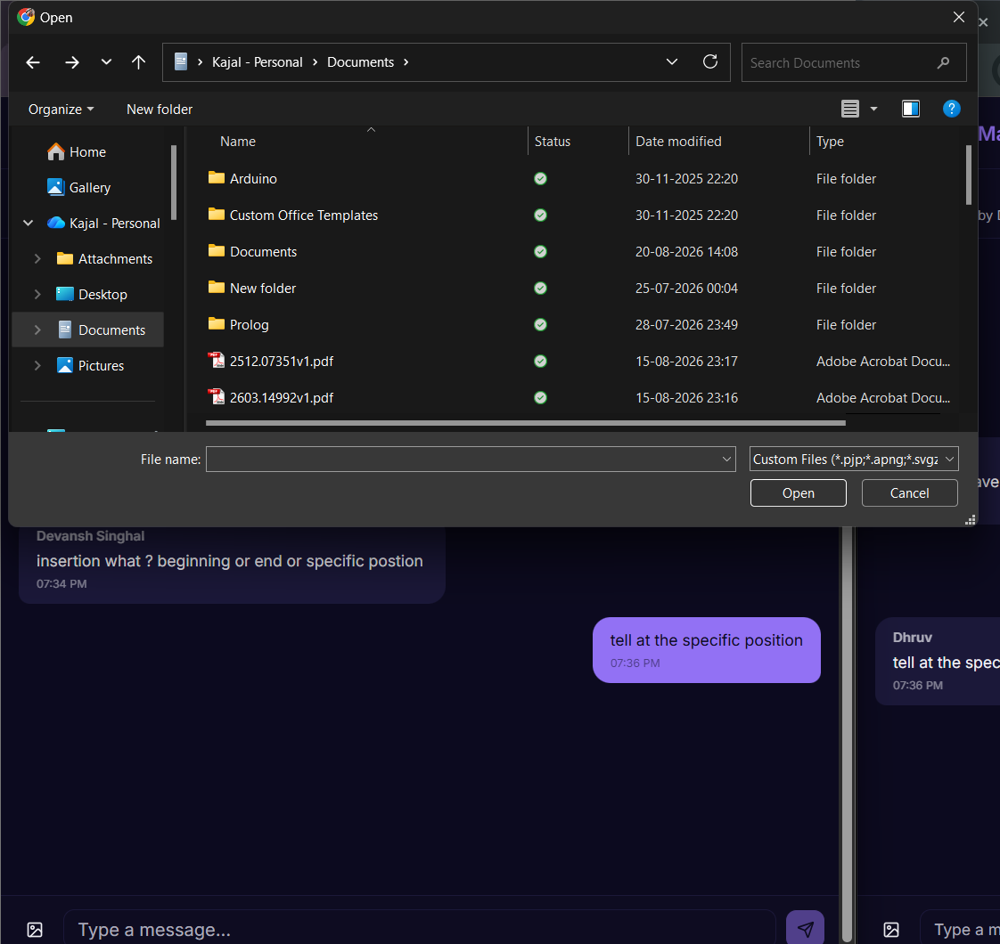 Open
Kajal - Personal > Documents >
Search Documents
Organize
New folder
Name Status Date modified Type
Home
Gallery
Kajal - Personal
Attachments
Desktop
Documents
Pictures
Arduino 30-11-2025 22:20 File folder
Custom Office Templates 30-11-2025 22:20 File folder
Documents 20-08-2026 14:08 File folder
New folder 25-07-2026 00:04 File folder
Prolog 28-07-2026 23:49 File folder
2512.07351v1.pdf 15-08-2026 23:17 Adobe Acrobat Docu...
2603.14992v1.pdf 15-08-2026 23:16 Adobe Acrobat Docu...
File name:
Custom Files (*.pjp;*.apng;*.svgz
Open
Cancel
Ma
by D
ave
Devansh Singhal
insertion what ? beginning or end or specific postion
07:34 PM
tell at the specific position
07:36 PM
Dhruv
tell at the spec
07:36 PM
Type a message...
Type a m